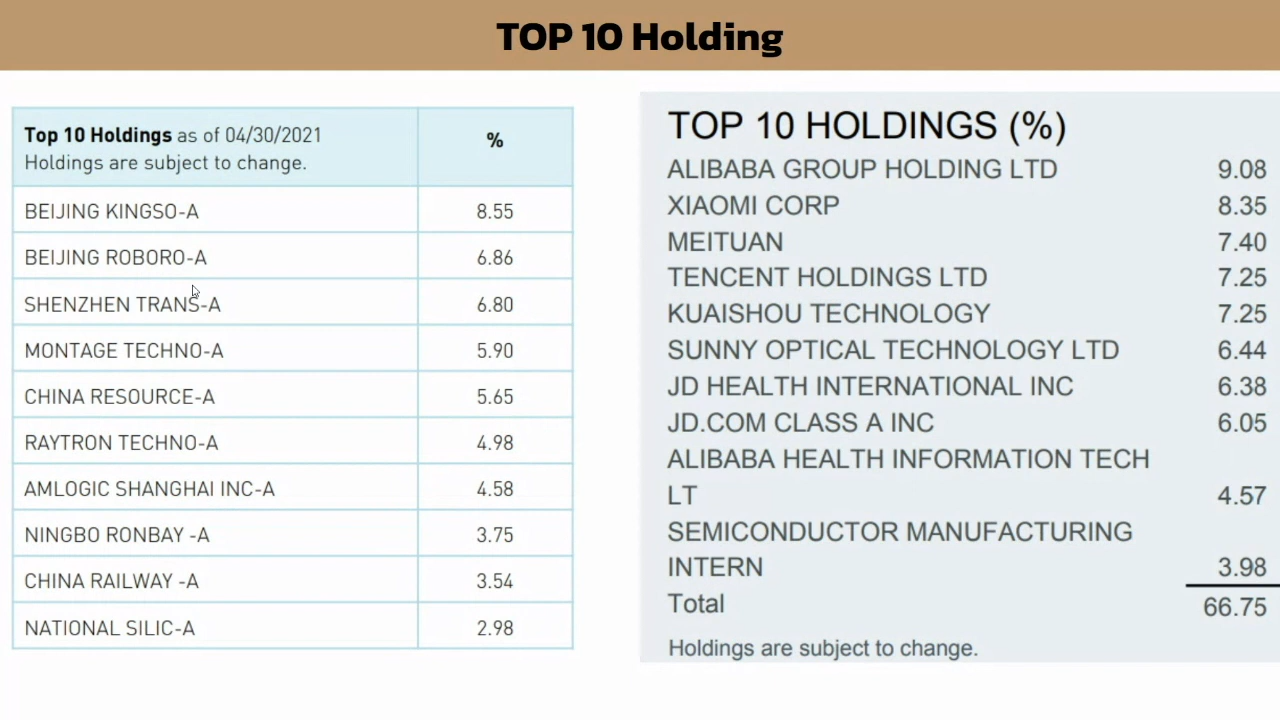 TOP 10 Holding
Top 10 Holdings as of 04/30/2021 %
Holdings are subject to change.
BEIJING KINGSO-A 8.55
BEIJING ROBORO-A 6.86
SHENZHEN TRANS-A 6.80
MONTAGE TECHNO-A 5.90
CHINA RESOURCE-A 5.65
RAYTRON TECHNO-A 4.98
AMLOGIC SHANGHAI INC-A 4.58
NINGBO RONBAY -A 3.75
CHINA RAILWAY -A 3.54
NATIONAL SILIC-A 2.98
TOP 10 HOLDINGS (%)
ALIBABA GROUP HOLDING LTD 9.08
XIAOMI CORP 8.35
MEITUAN 7.40
TENCENT HOLDINGS LTD 7.25
KUAISHOU TECHNOLOGY 7.25
SUNNY OPTICAL TECHNOLOGY LTD 6.44
JD HEALTH INTERNATIONAL INC 6.38
JD.COM CLASS A INC 6.05
ALIBABA HEALTH INFORMATION TECH
LT 4.57
SEMICONDUCTOR MANUFACTURING
INTERN 3.98
Total 66.75
Holdings are subject to change.